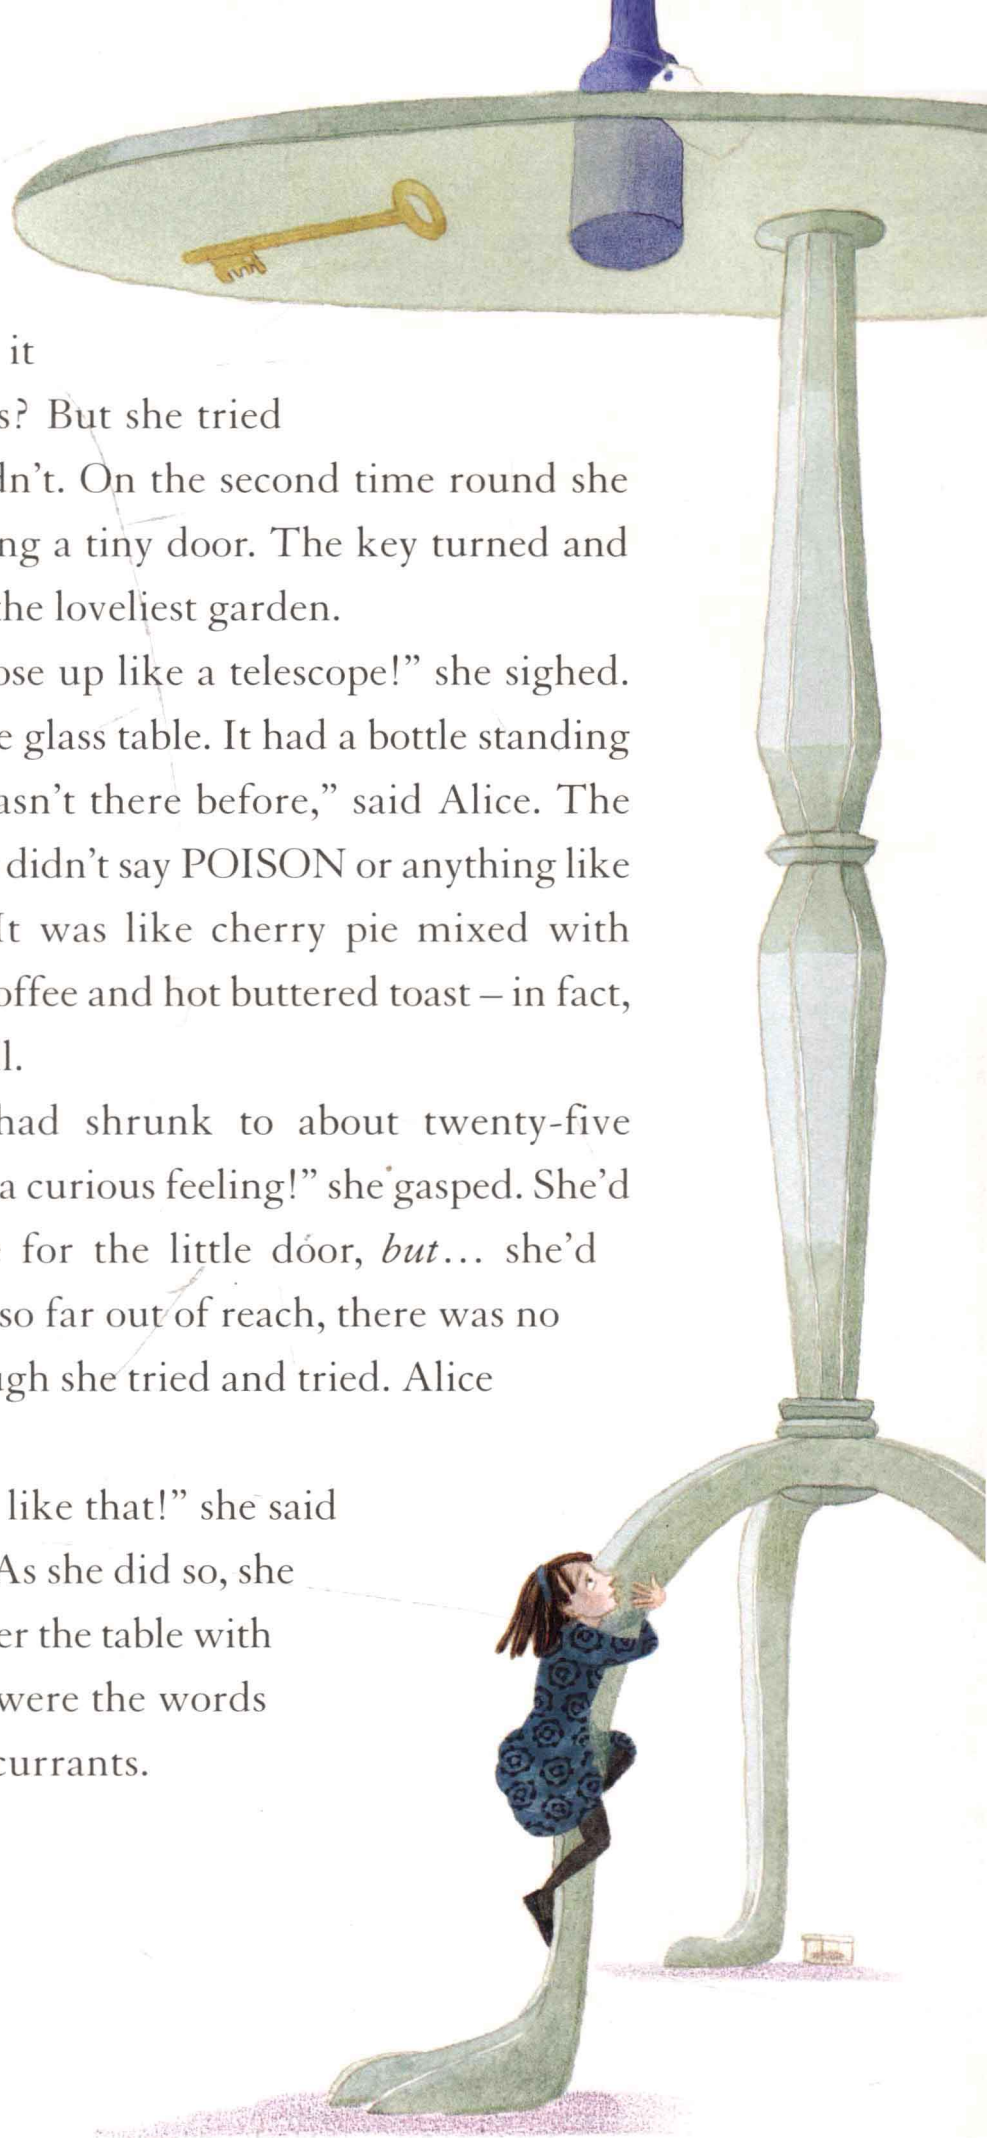 it
s? But she tried
dn't. On the second time round she
ng a tiny door. The key turned and
the loveliest garden.
ose up like a telescope!” she sighed.
e glass table. It had a bottle standing
asn't there before,” said Alice. The
didn't say POISON or anything like
It was like cherry pie mixed with
offee and hot buttered toast – in fact,
l.
had shrunk to about twenty-five
a curious feeling!” she gasped. She'd
for the little door, but... she'd
so far out of reach, there was no
ugh she tried and tried. Alice
like that!” she said
As she did so, she
er the table with
were the words
currants.